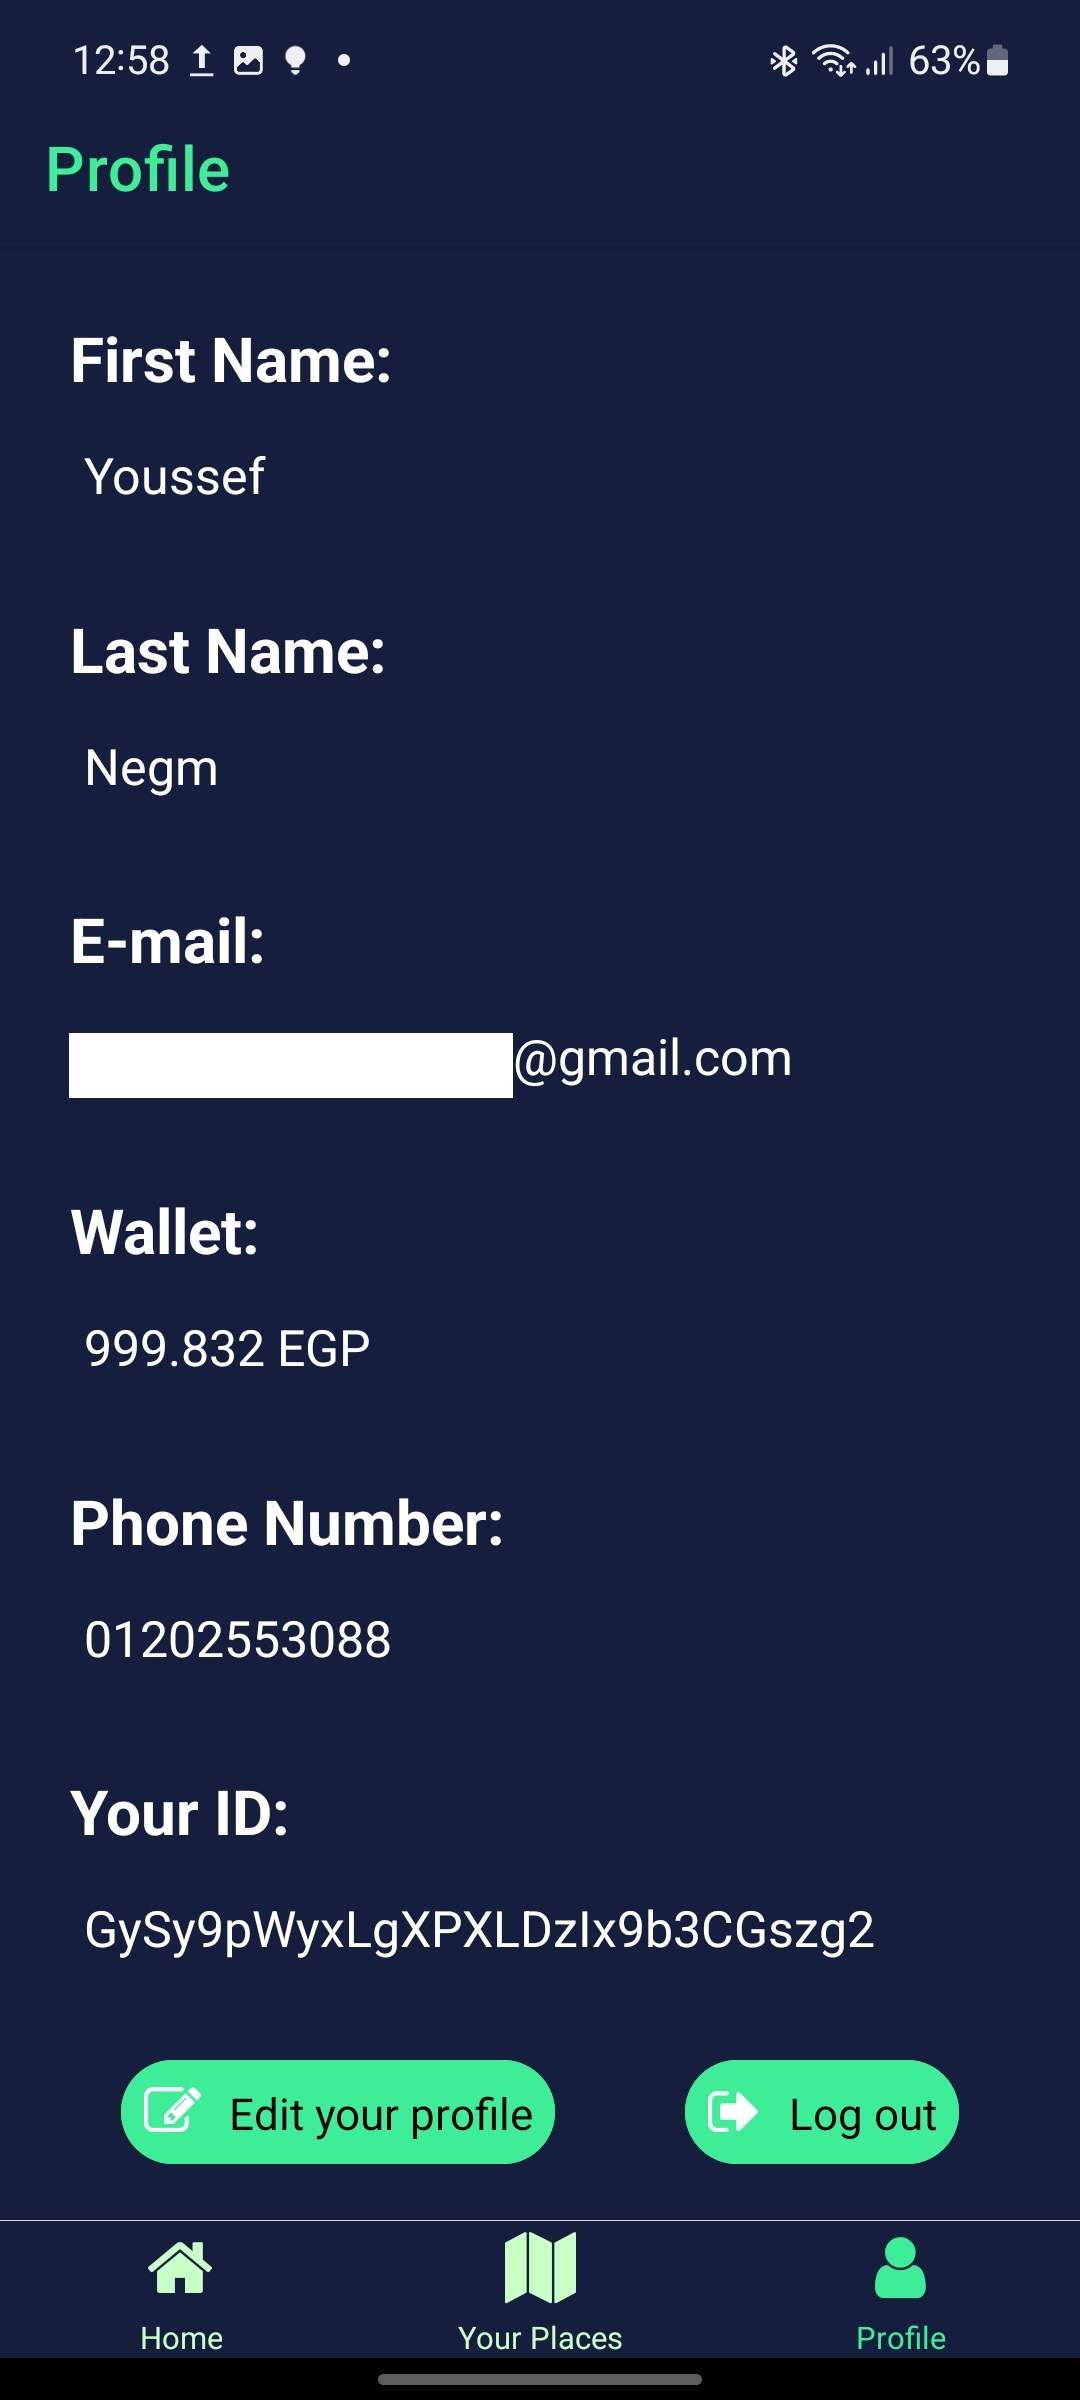 12:58 63%
Profile
First Name:
Youssef
Last Name:
Negm
E-mail:
@gmail.com
Wallet:
999.832 EGP
Phone Number:
01202553088
Your ID:
GySy9pWyxLgXPXLDzIx9b3CGszg2
Edit your profile Log out
Home Your Places Profile